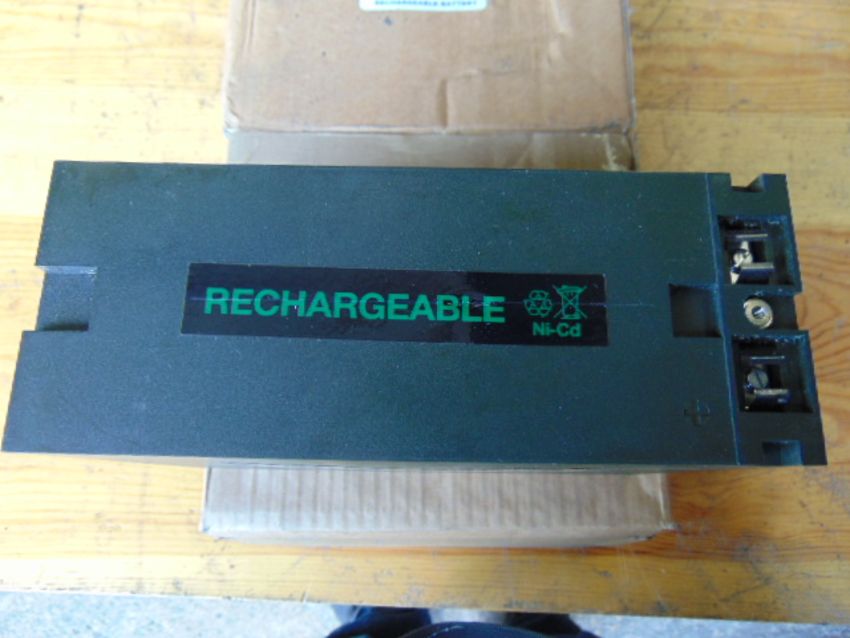 RECHARGEABLE BATTERY
RECHARGEABLE
Ni-Cd
+